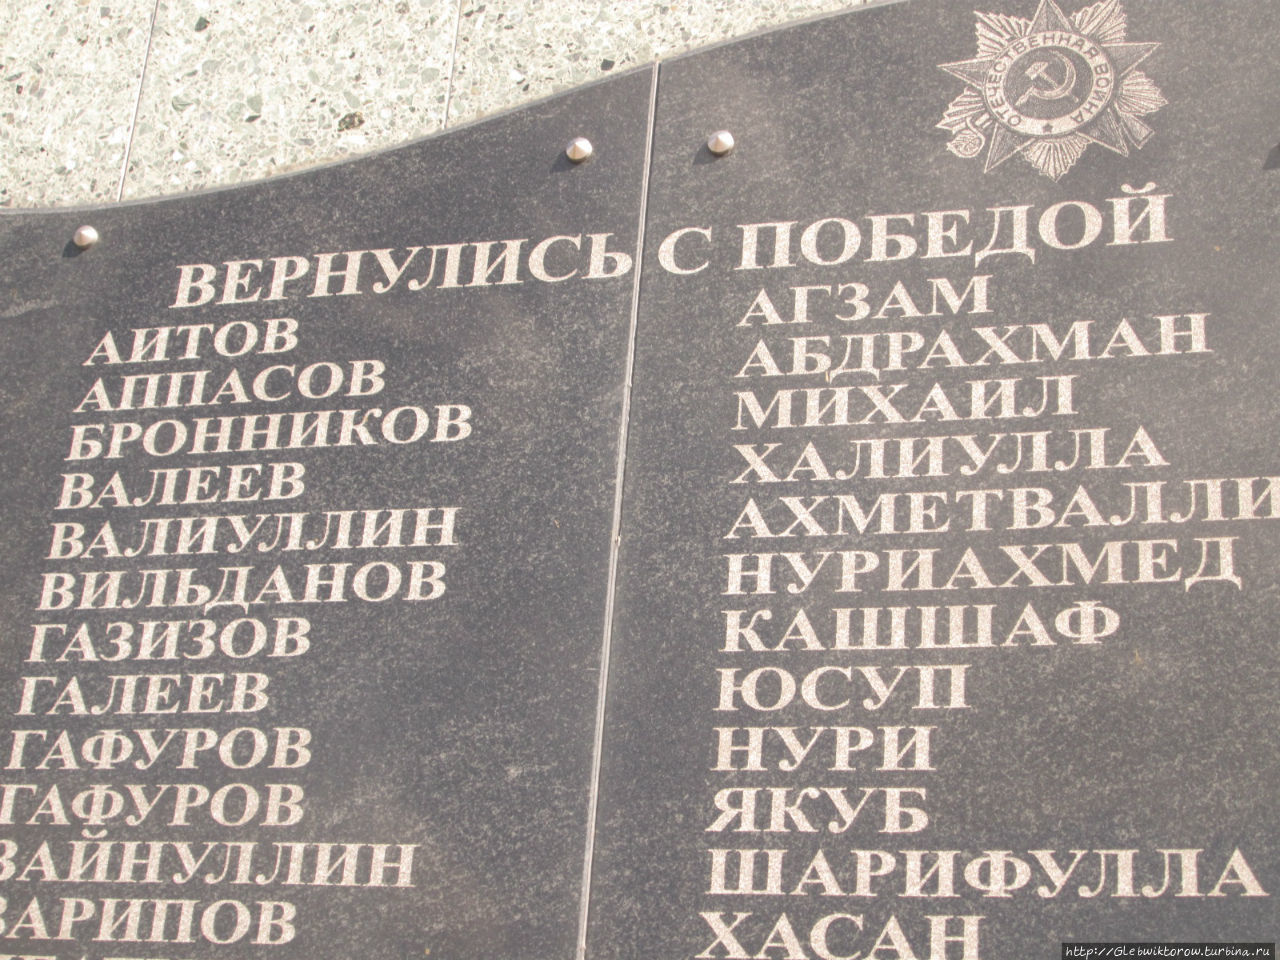 ОТЕЧЕСТВЕННАЯ ВОЙНА
ВЕРНУЛИСЬ С ПОБЕДОЙ
АИТОВ АГЗАМ
АППАСОВ АБДРАХМАН
БРОННИКОВ МИХАИЛ
ВАЛЕЕВ ХАЛИУЛЛА
ВАЛИУЛЛИН АХМЕТВАЛЛИ
ВИЛЬДАНОВ НУРИАХМЕД
ГАЗИЗОВ КАШШАФ
ГАЛЕЕВ ЮСУП
ГАФУРОВ НУРИ
ГАФУРОВ ЯКУБ
ЗАЙНУЛЛИН ШАРИФУЛЛА
ЗАРИПОВ ХАСАН
http://Glebwiktorow.turbina.ru